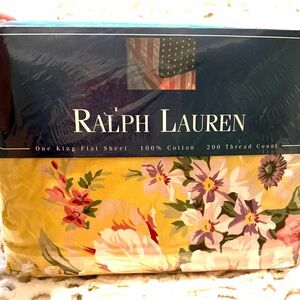 RALPH LAUREN
One King Flat Sheet 100% Cotton 200 Thread Count